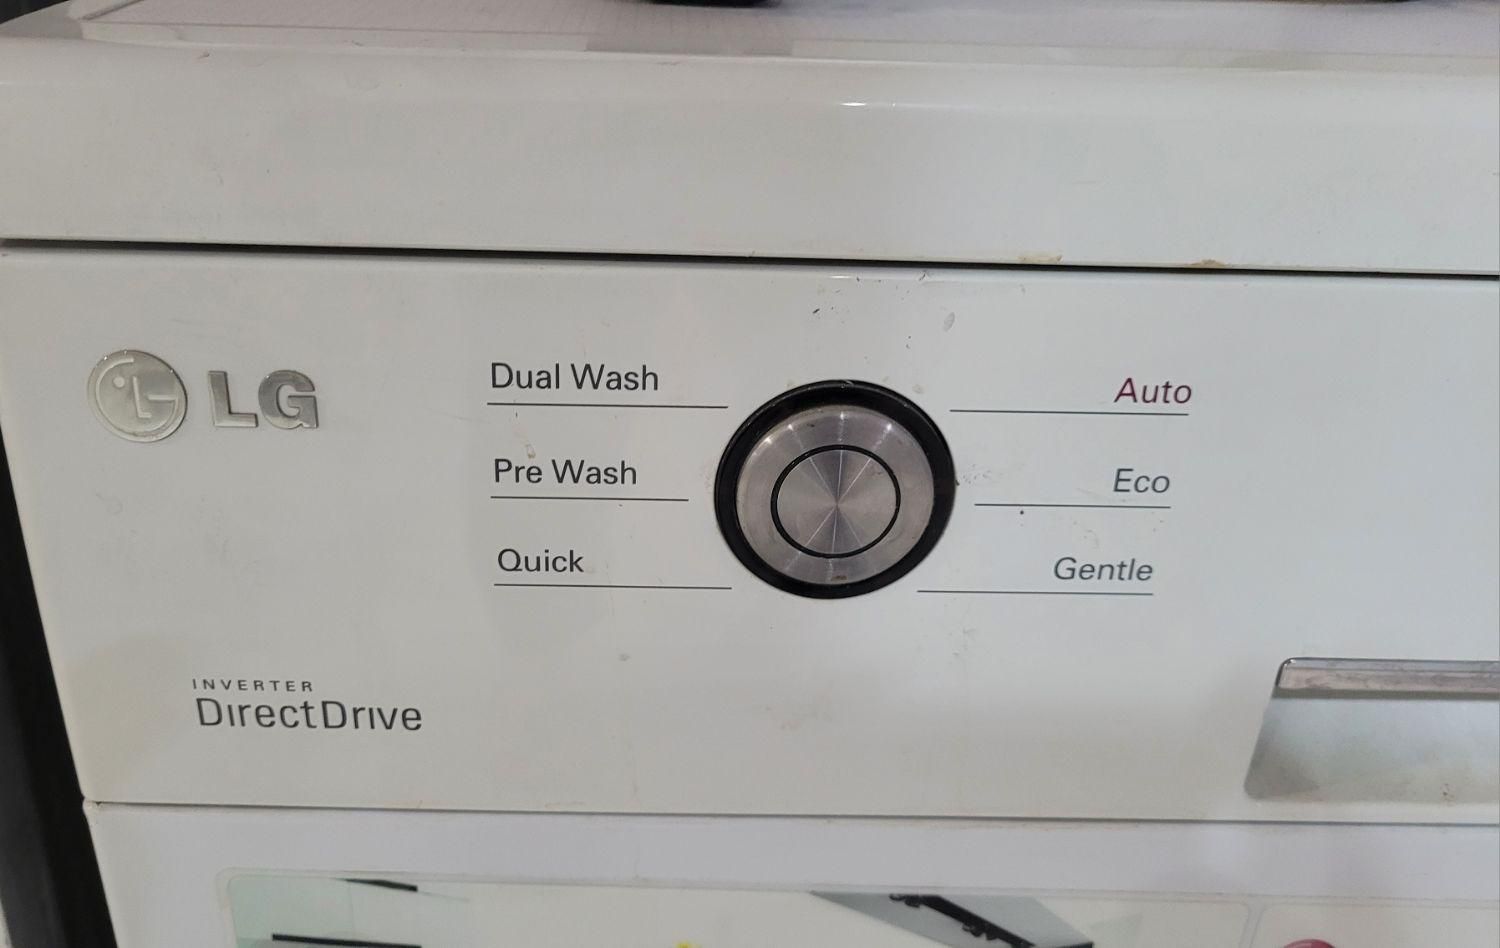 LG
Dual Wash
Auto
Pre Wash
Eco
Quick
Gentle
INVERTER
DirectDrive